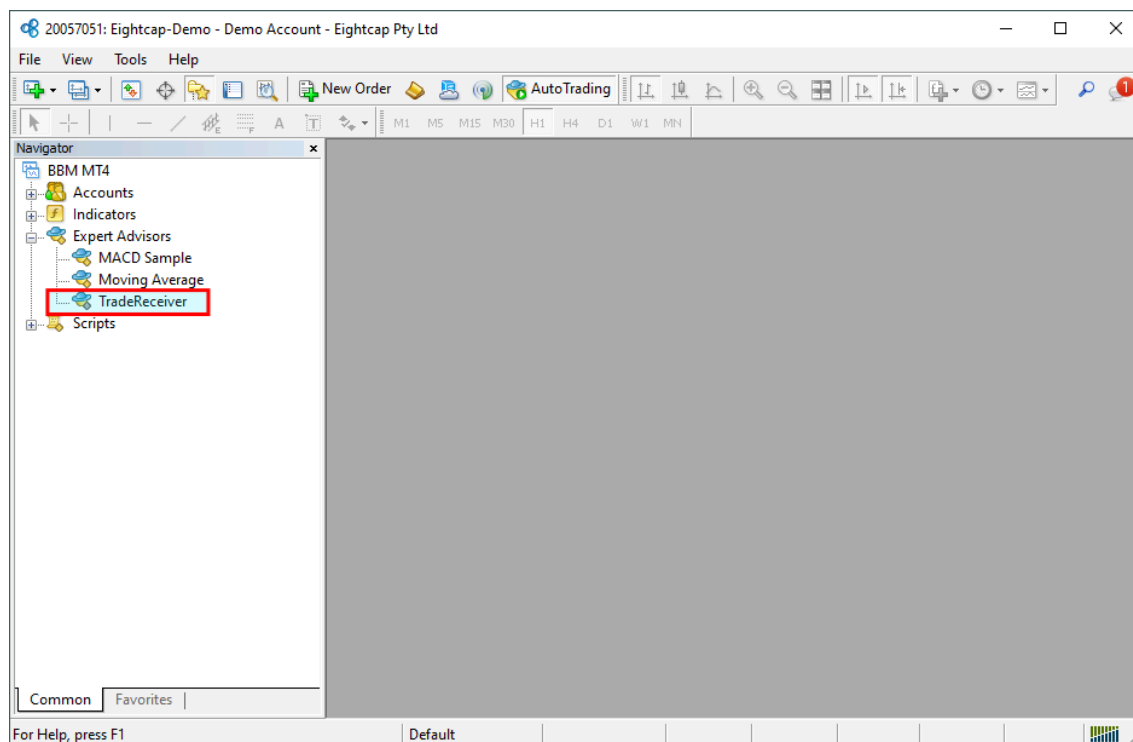 20057051: Eightcap-Demo - Demo Account - Eightcap Pty Ltd
File View Tools Help
New Order AutoTrading 1
A T M1 M5 M15 M30 H1 H4 D1 W1 MN
Navigator
BBM MT4
Accounts
Indicators
Expert Advisors
MACD Sample
Moving Average
TradeReceiver
Scripts
Common Favorites
For Help, press F1 Default